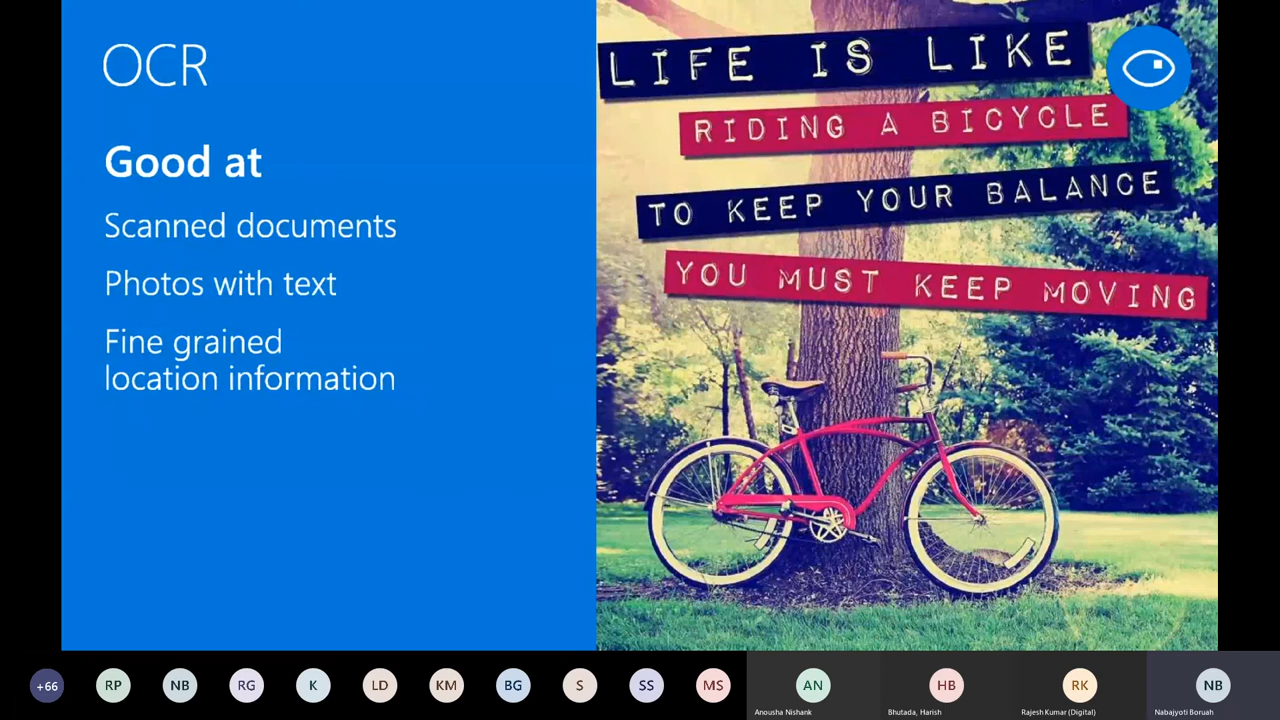 OCR
Good at
Scanned documents
Photos with text
Fine grained
location information
LIFE IS LIKE
RIDING A BICYCLE
TO KEEP YOUR BALANCE
YOU MUST KEEP MOVING
+66
RP
NB
RG
K
LD
KM
BG
S
SS
MS
AN
HB
RK
NB
Anousha Nishank
Bhutada, Harish
Rajesh Kumar (Digital)
Nabajyoti Boruah